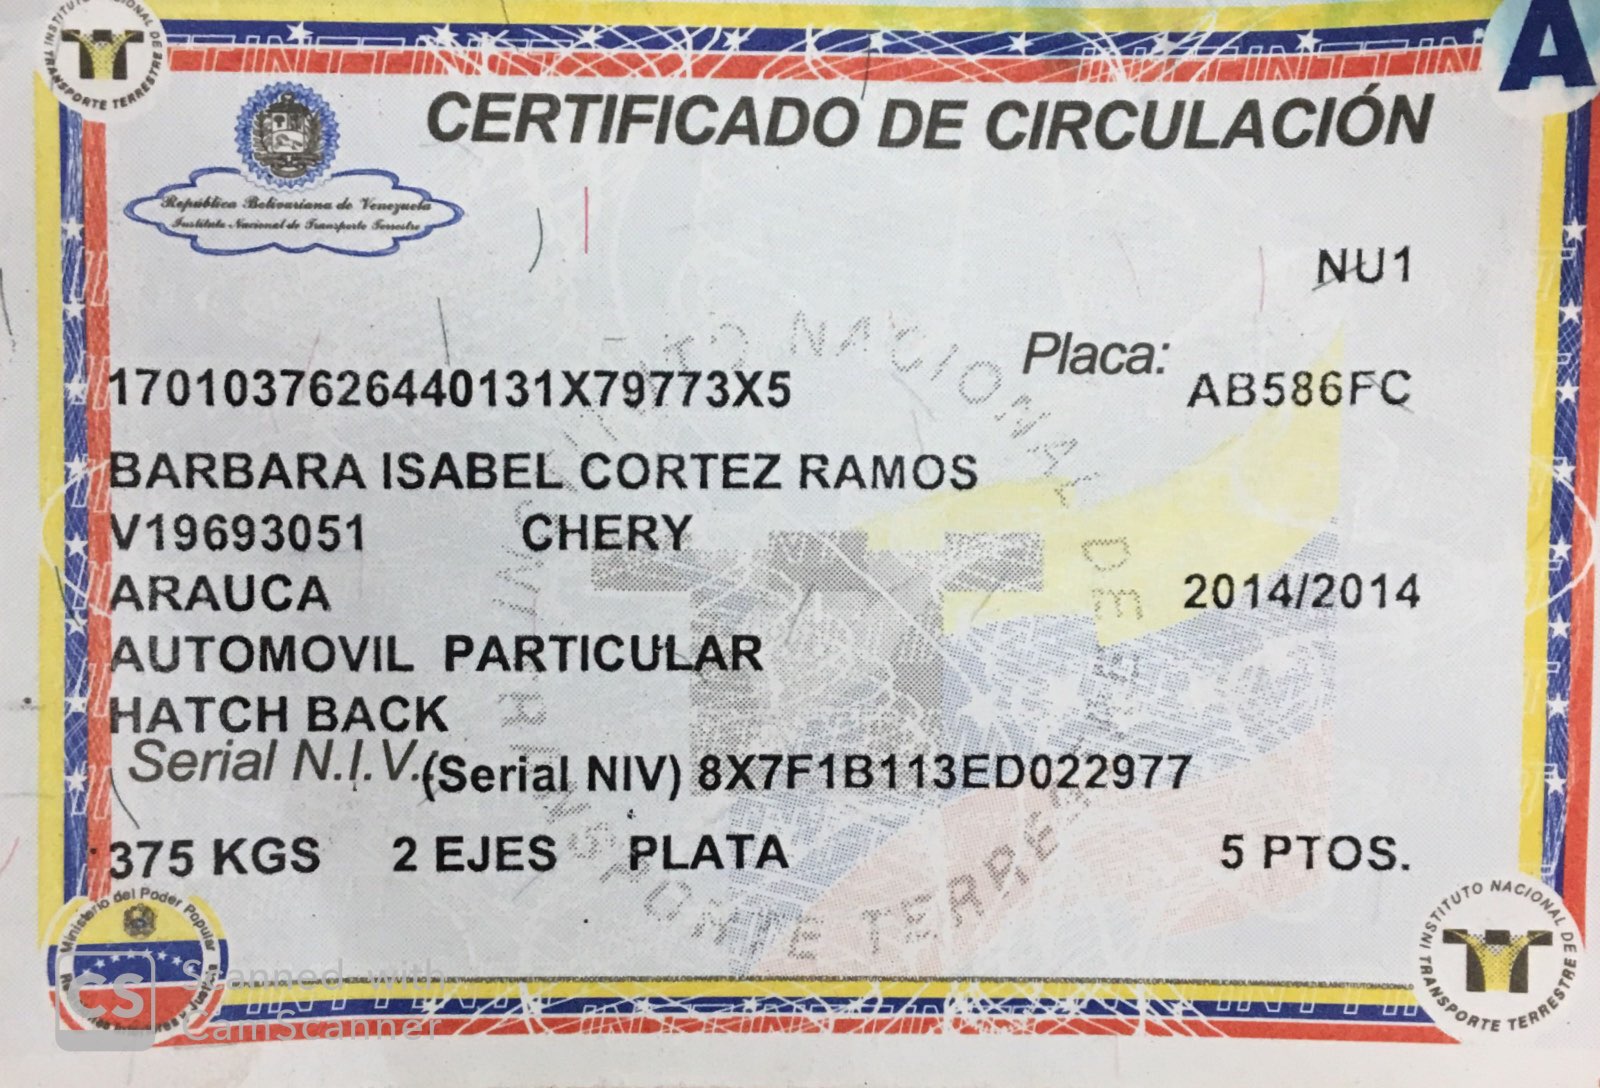 A
INSTITUTO NACIONAL DE TRANSPORTE TERRESTRE
CERTIFICADO DE CIRCULACIÓN
República Bolivariana de Venezuela
Instituto Nacional de Transporte Terrestre
NU1
Placa:
1701037626440131X79773X5 AB586FC
BARBARA ISABEL CORTEZ RAMOS
V19693051 CHERY
ARAUCA 2014/2014
AUTOMOVIL PARTICULAR
HATCH BACK
Serial N.I.V. (Serial NIV) 8X7F1B113ED022977
375 KGS 2 EJES PLATA 5 PTOS.
INSTITUTO NACIONAL DE TRANSPORTE TERRESTRE
Ministerio del Poder Popular
INSTITUTO NACIONAL DE TRANSPORTE TERRESTRE
CS Scanned with
CamScanner